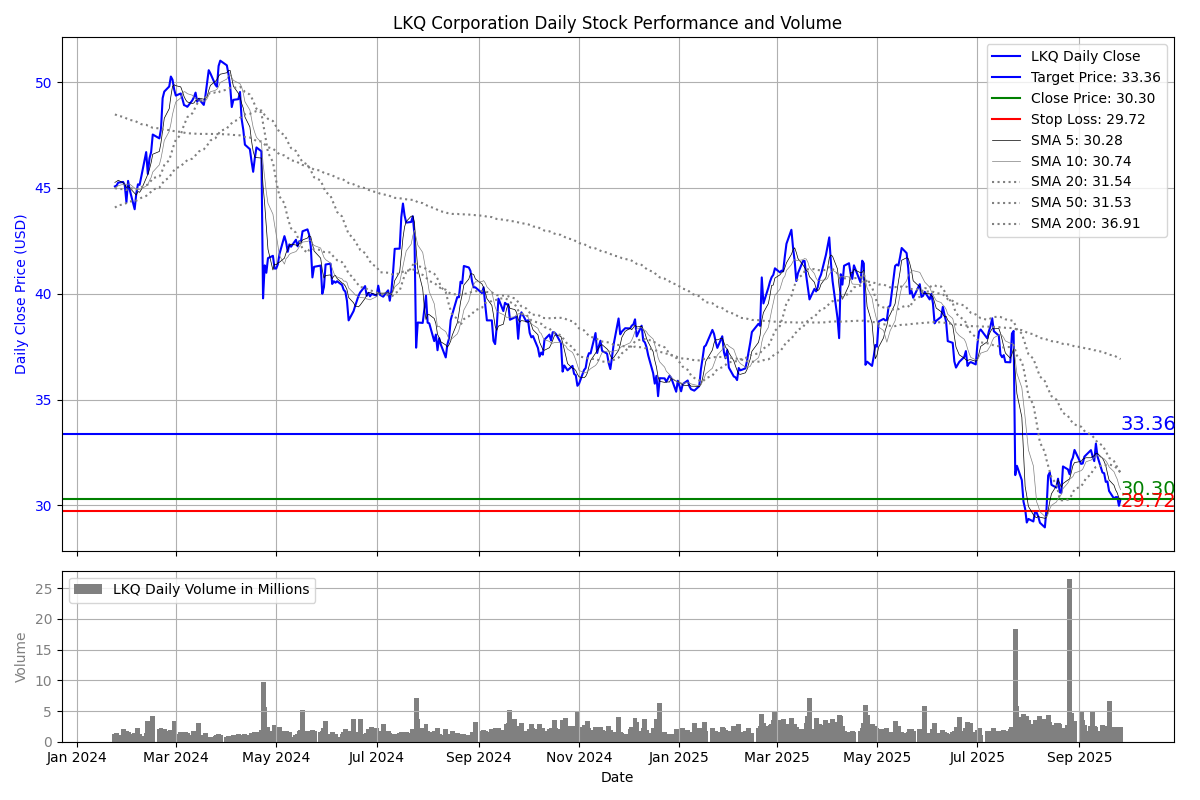 LKQ Corporation Daily Stock Performance and Volume
Daily Close Price (USD)
50
45
40
35
30
LKQ Daily Close
Target Price: 33.36
Close Price: 30.30
Stop Loss: 29.72
SMA 5: 30.28
SMA 10: 30.74
SMA 20: 31.54
SMA 50: 31.53
SMA 200: 36.91
33.36
30.30
29.72
Volume
25
20
15
10
5
0
LKQ Daily Volume in Millions
Jan 2024 Mar 2024 May 2024 Jul 2024 Sep 2024 Nov 2024 Jan 2025 Mar 2025 May 2025 Jul 2025 Sep 2025
Date